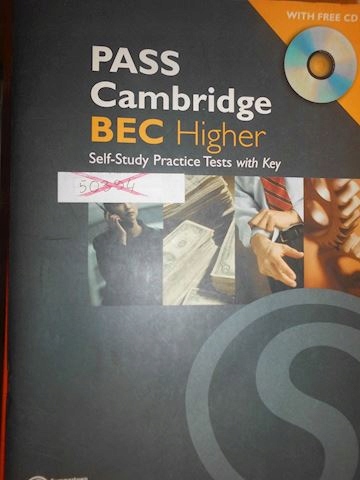 WITH FREE CD
PASS
Cambridge
BEC Higher
Self-Study Practice Tests with Key